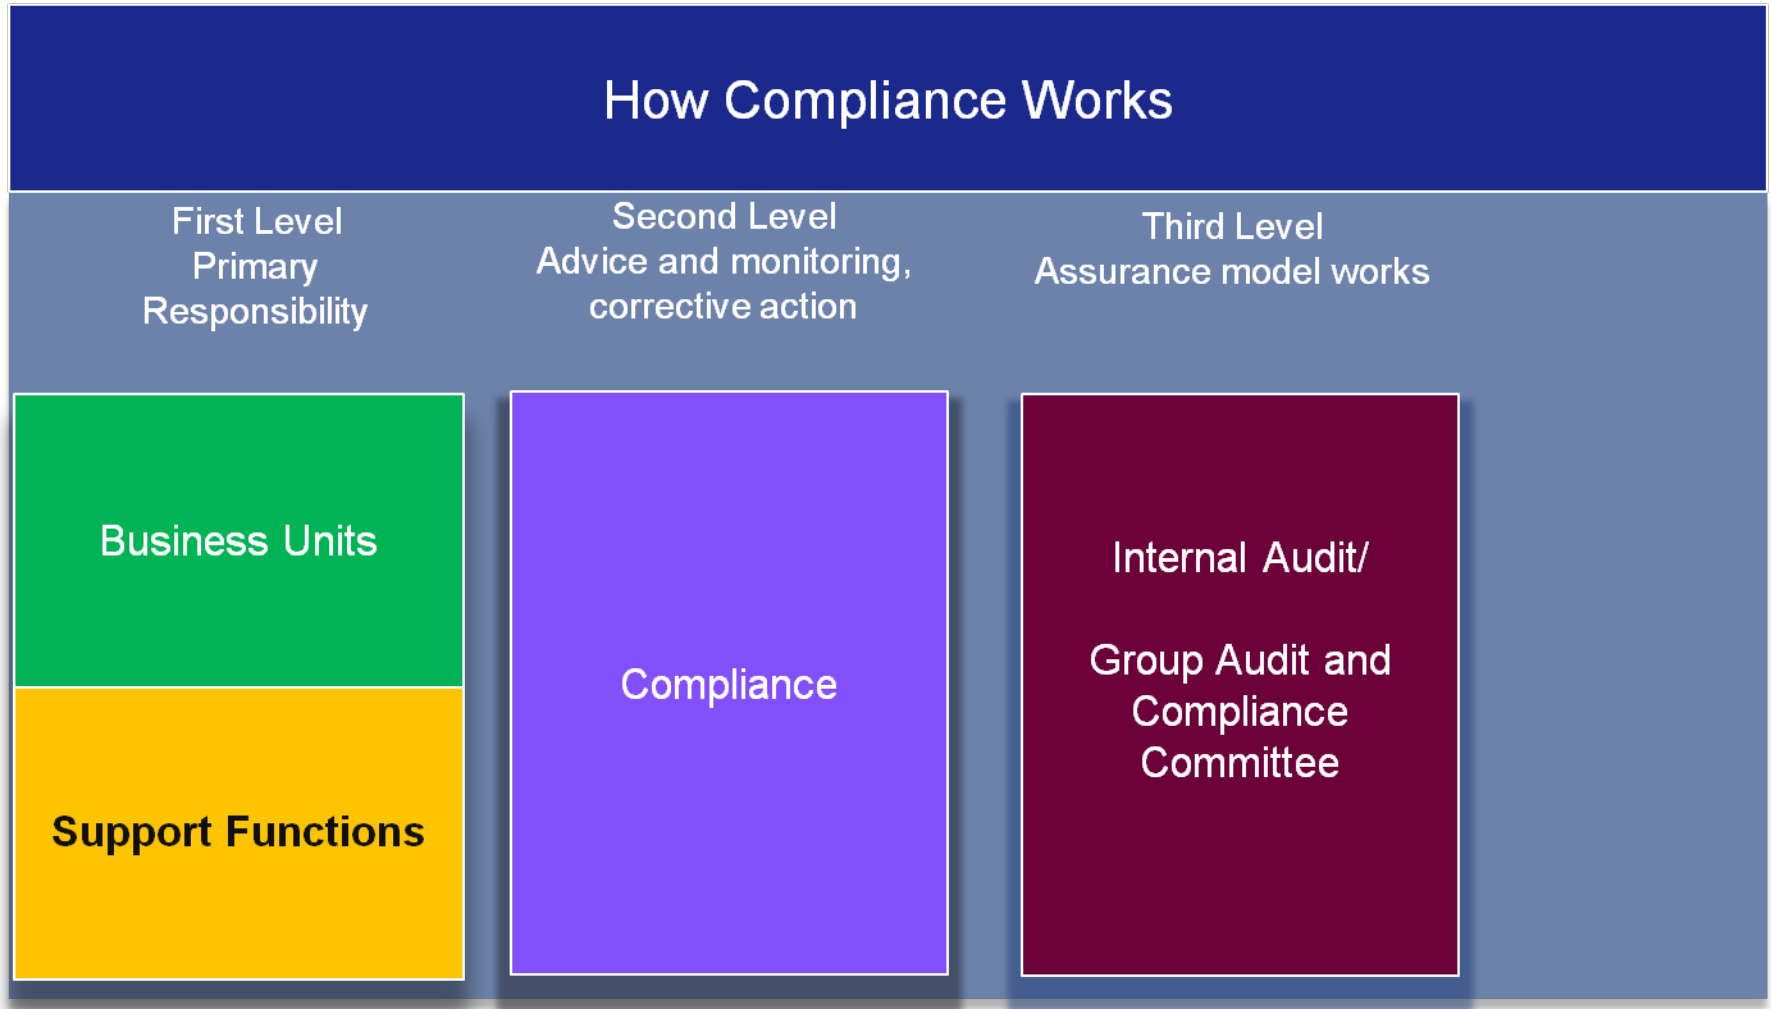 How Compliance Works
First Level
Primary
Responsibility
Second Level
Advice and monitoring,
corrective action
Third Level
Assurance model works
Business Units
Support Functions
Compliance
Internal Audit/
Group Audit and
Compliance
Committee